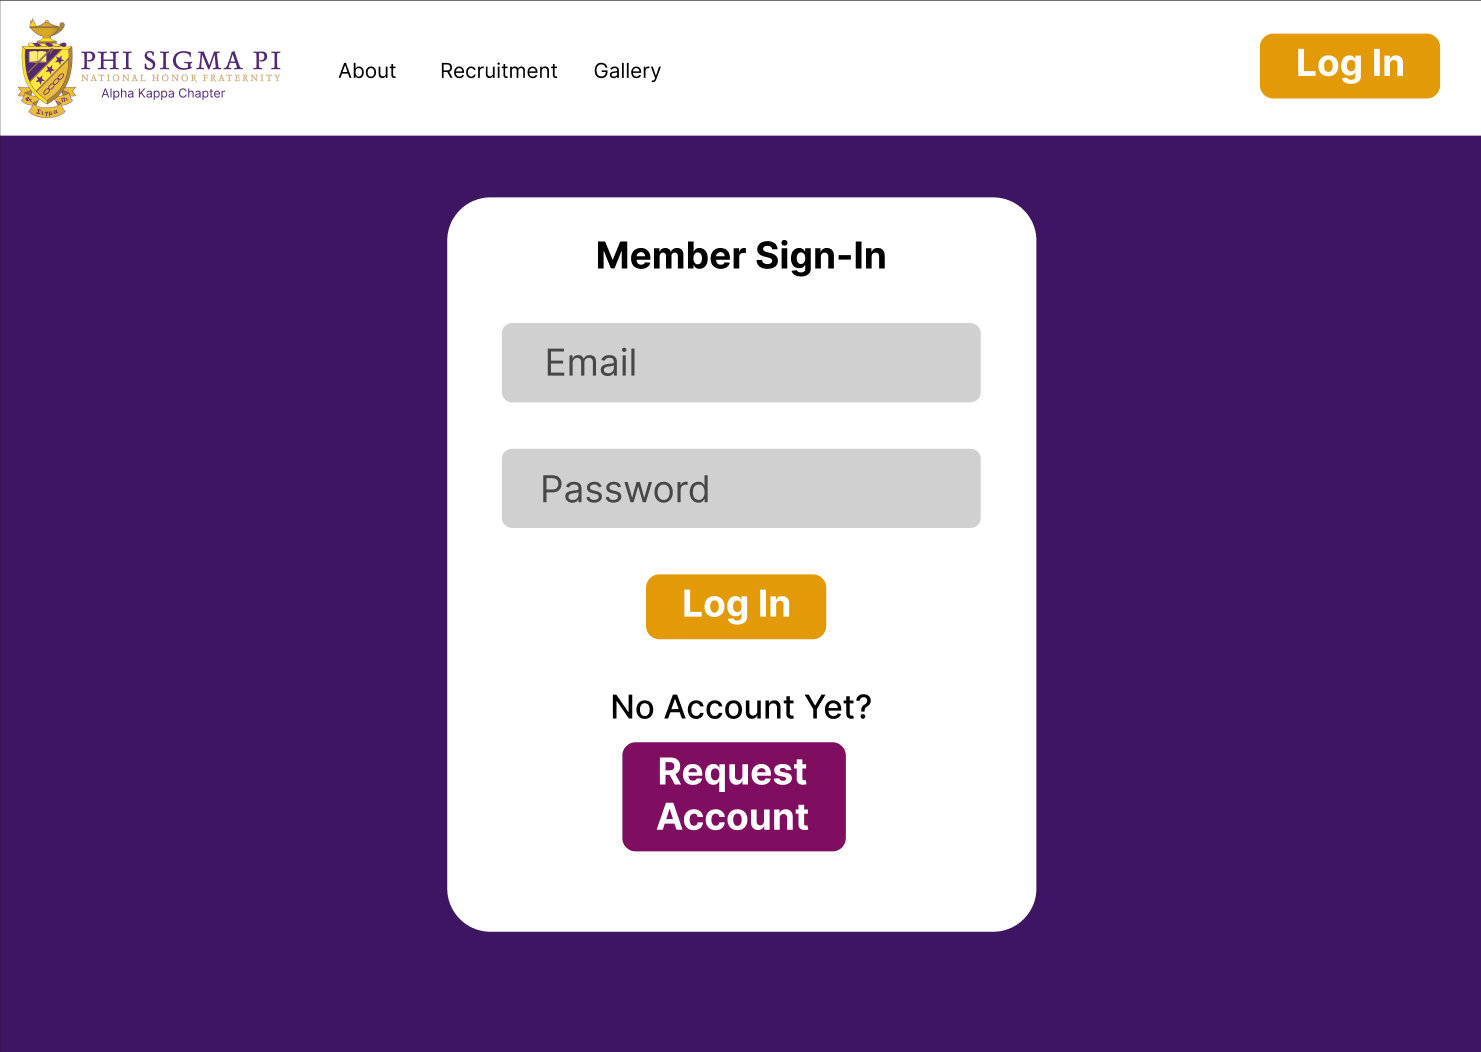 PHI SIGMA PI
NATIONAL HONOR FRATERNITY
Alpha Kappa Chapter
About
Recruitment
Gallery
Log In
Member Sign-In
Email
Password
Log In
No Account Yet?
Request
Account